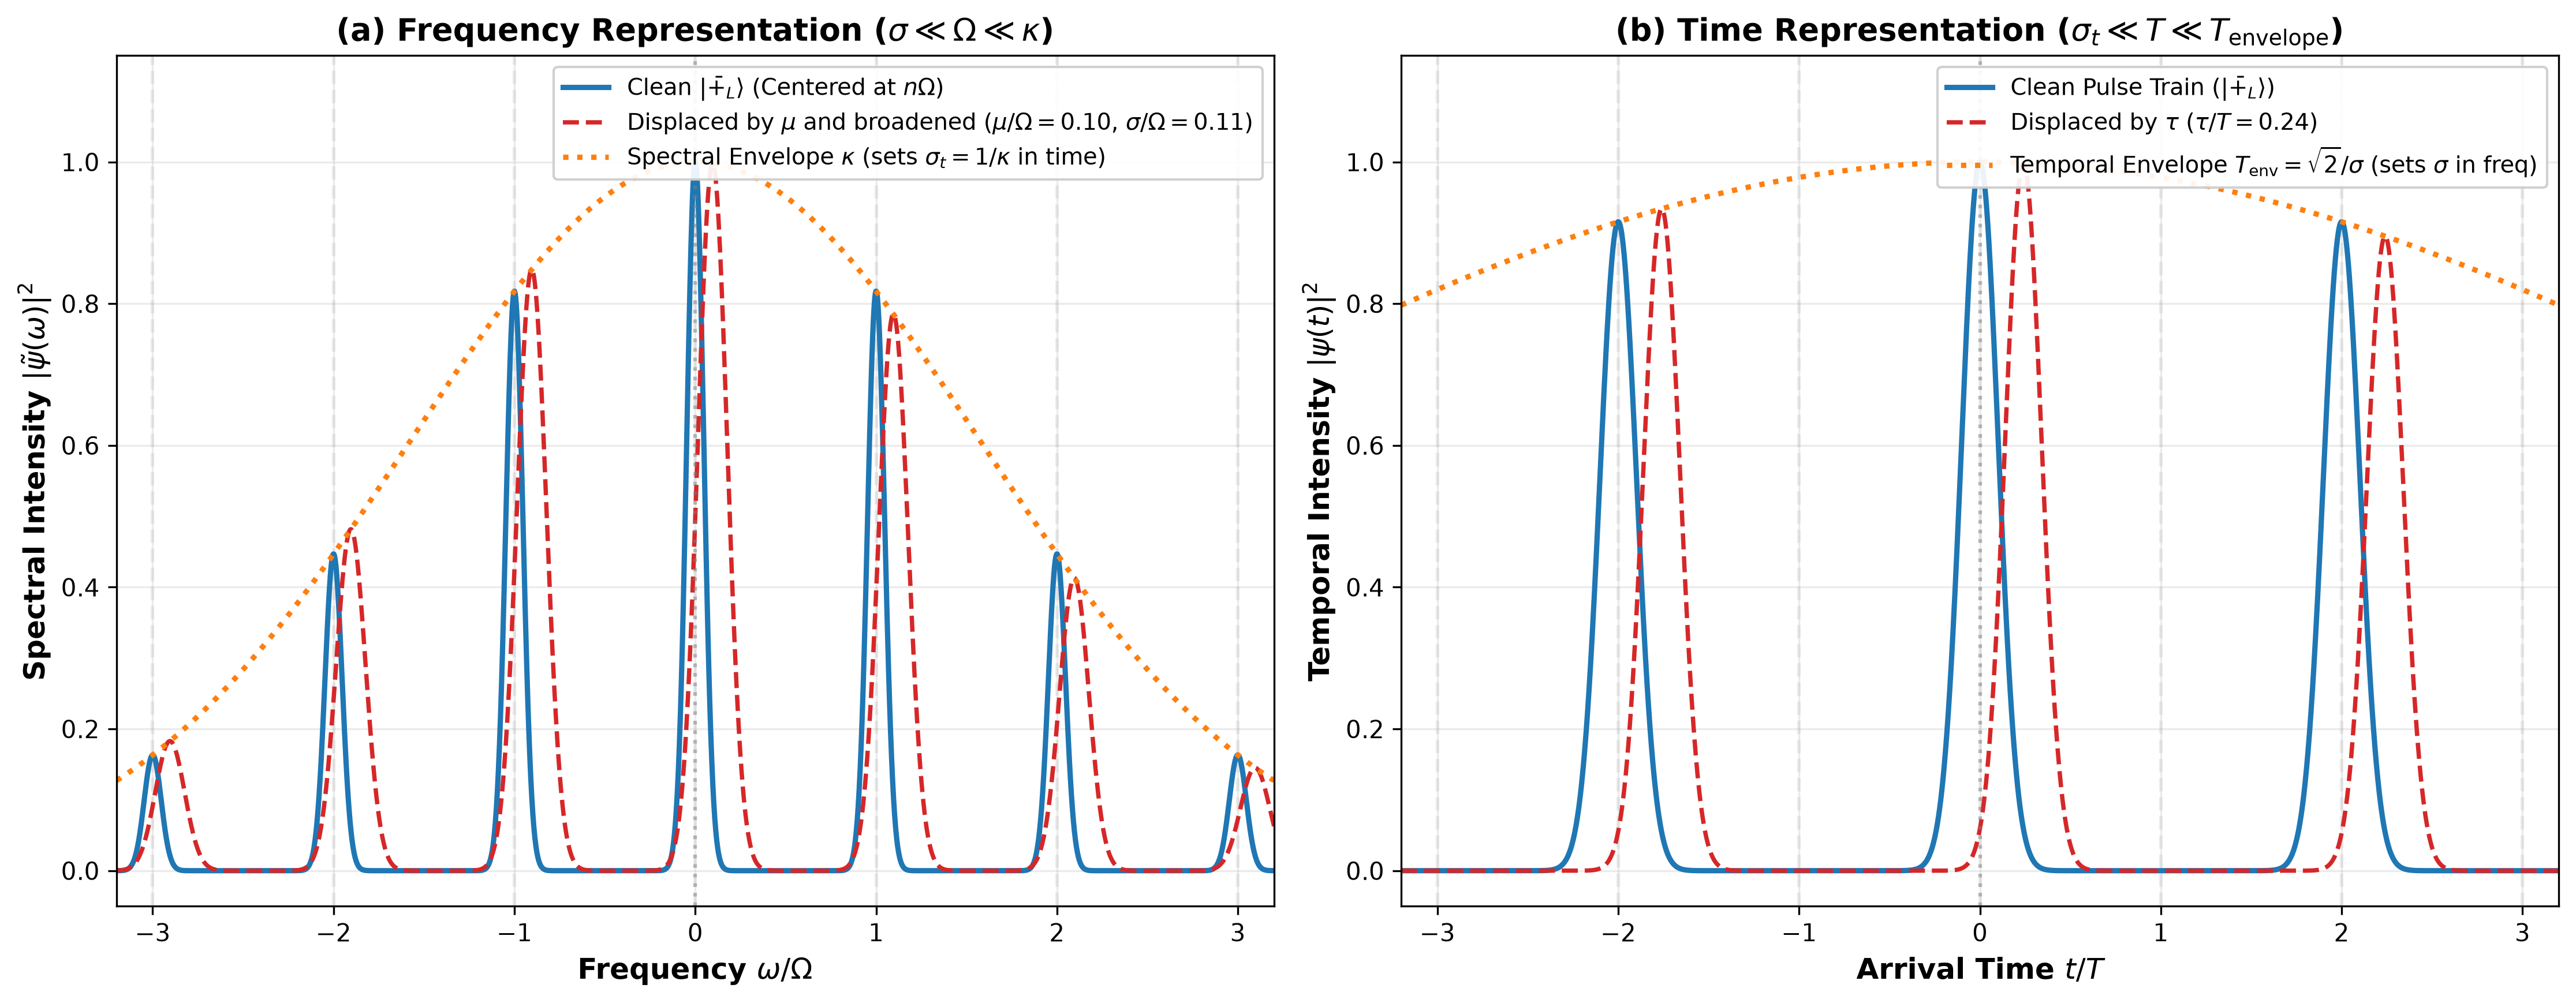 (a) Frequency Representation (σ ≪ Ω ≪ κ)
Clean |∓_L⟩ (Centered at nΩ)
Displaced by μ and broadened (μ/Ω = 0.10, σ/Ω = 0.11)
Spectral Envelope κ (sets σ_t = 1/κ in time)
Spectral Intensity |ψ̃(ω)|²
1.0
0.8
0.6
0.4
0.2
0.0
−3 −2 −1 0 1 2 3
Frequency ω/Ω
(b) Time Representation (σ_t ≪ T ≪ T_envelope)
Clean Pulse Train (|∓_L⟩)
Displaced by τ (τ/T = 0.24)
Temporal Envelope T_env = √2/σ (sets σ in freq)
Temporal Intensity |ψ(t)|²
1.0
0.8
0.6
0.4
0.2
0.0
−3 −2 −1 0 1 2 3
Arrival Time t/T